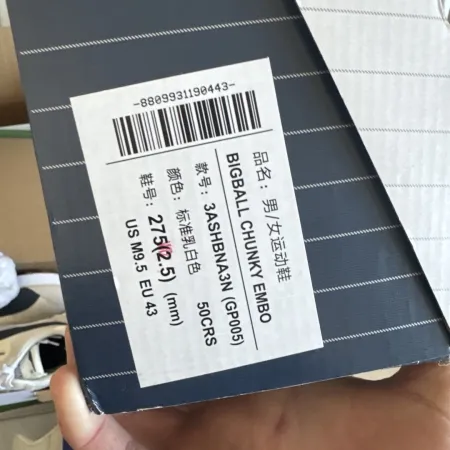 -8809931190443-
品名：男/女运动鞋
BIGBALL CHUNKY EMBO
款号：3ASHBNA3N (GP005)
颜色：标准乳白色 50CRS
鞋号：275(2.5) (mm)
US M9.5 EU 43